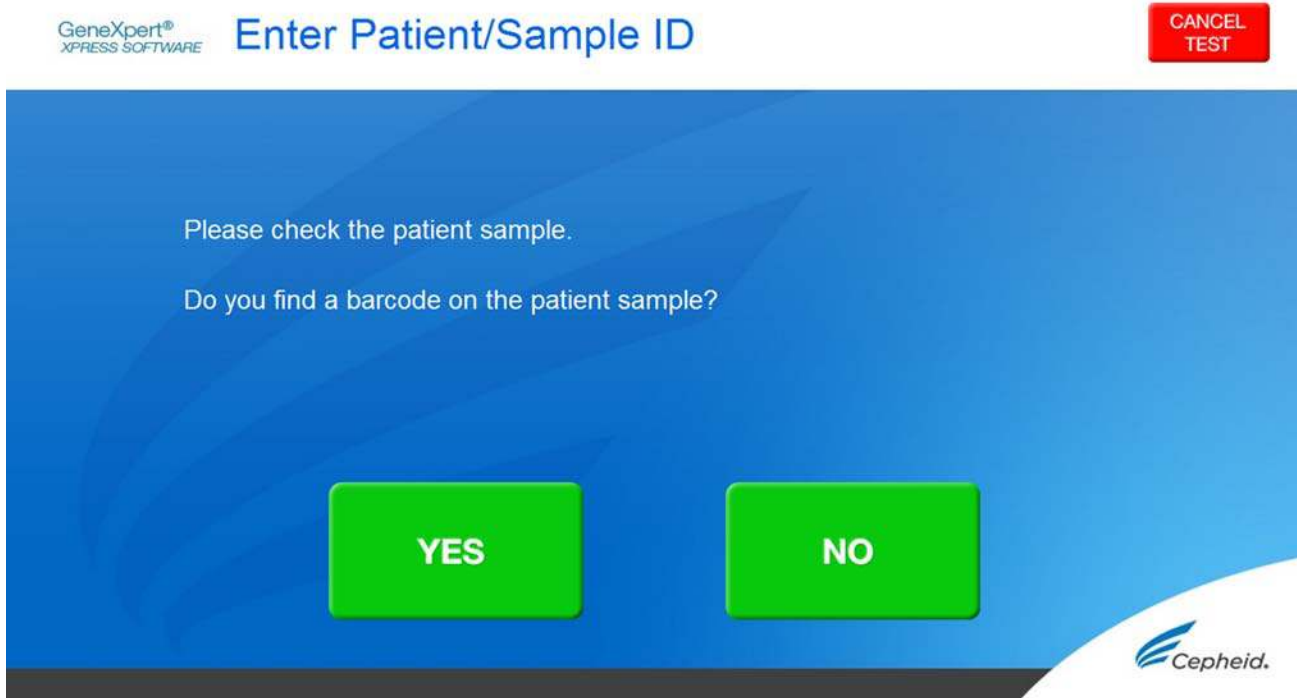 GeneXpert®
XPRESS SOFTWARE
Enter Patient/Sample ID
CANCEL
TEST
Please check the patient sample.
Do you find a barcode on the patient sample?
YES
NO
Cepheid.